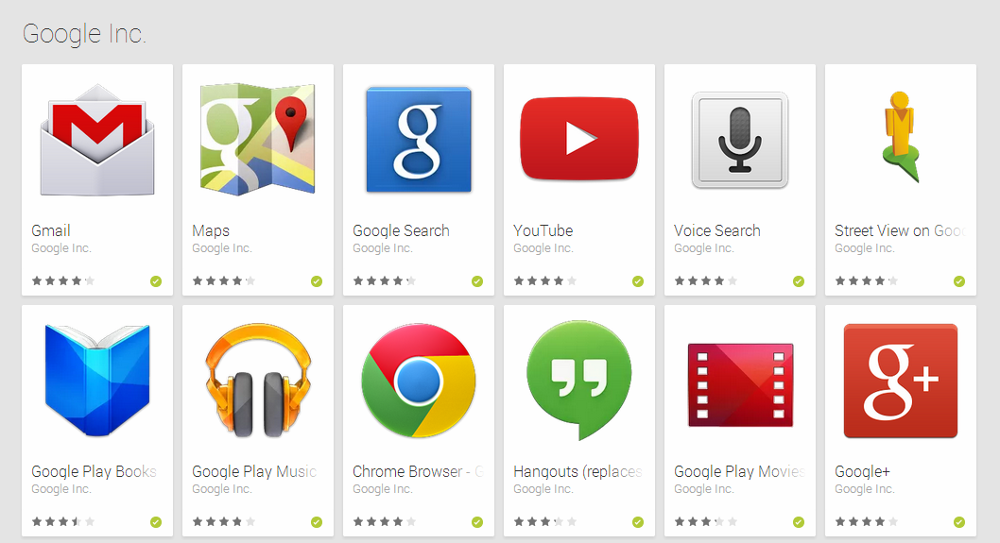 Google Inc.
Gmail
Google Inc.
Maps
Google Inc.
Google Search
Google Inc.
YouTube
Google Inc.
Voice Search
Google Inc.
Street View on Goo
Google Inc.
Google Play Books
Google Inc.
Google Play Music
Google Inc.
Chrome Browser - G
Google Inc.
Hangouts (replaces
Google Inc.
g+
Google Play Movies
Google Inc.
Google+
Google Inc.